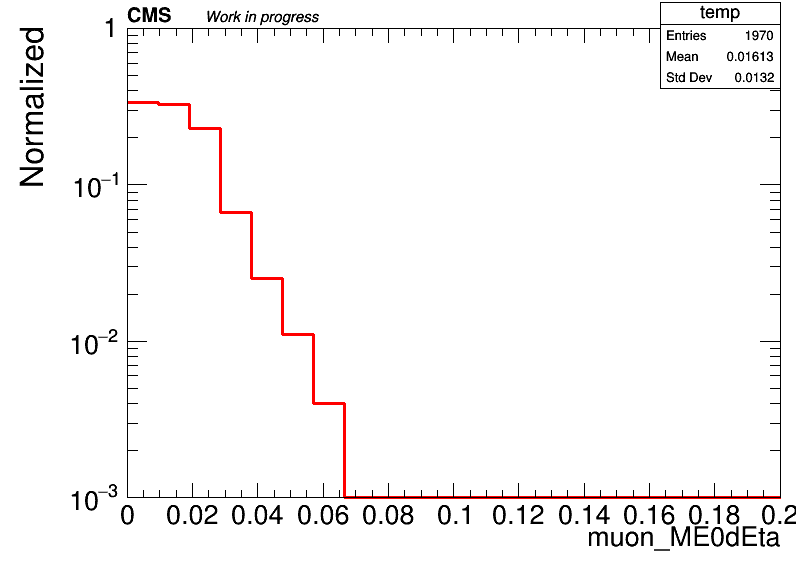 CMS Work in progress
temp
Entries 1970
Mean 0.01613
Std Dev 0.0132
Normalized
1
10−1
10−2
10−3
0 0.02 0.04 0.06 0.08 0.1 0.12 0.14 0.16 0.18 0.2
muon_ME0dEta